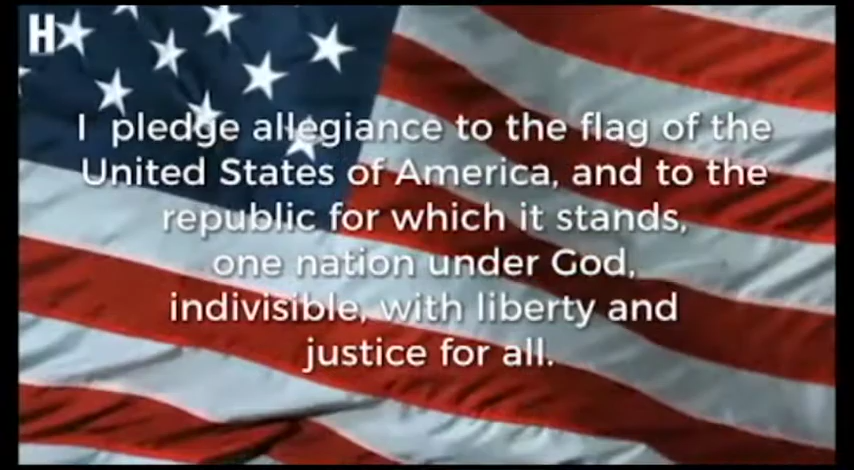 H
I pledge allegiance to the flag of the
United States of America, and to the
republic for which it stands,
one nation under God,
indivisible, with liberty and
justice for all.